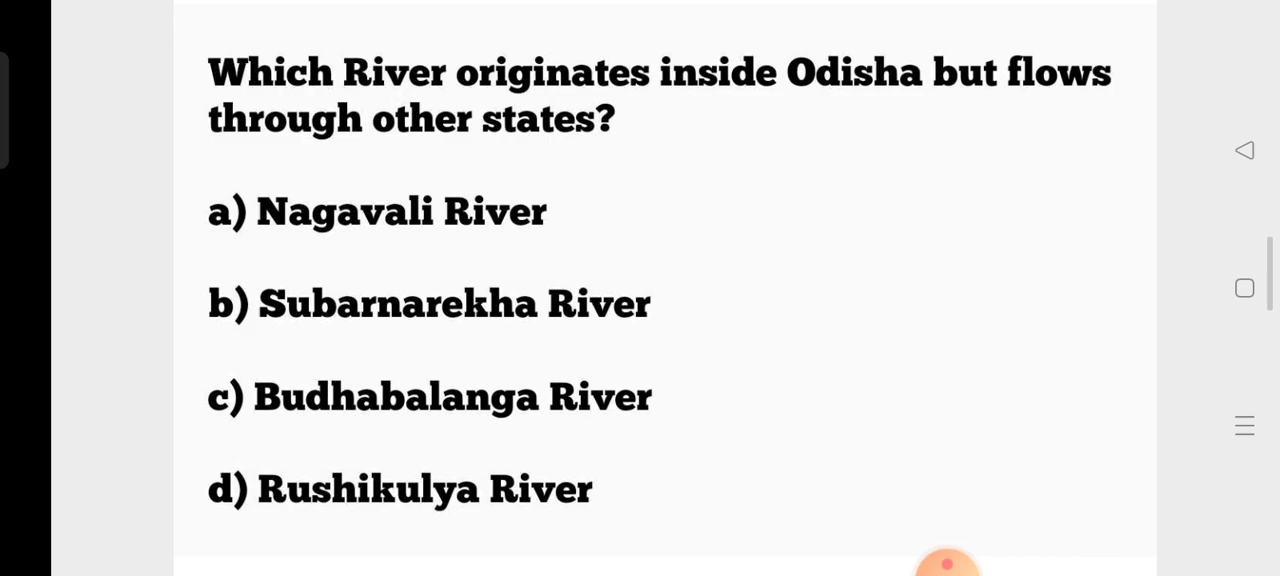 Which River originates inside Odisha but flows
through other states?
a) Nagavali River
b) Subarnarekha River
c) Budhabalanga River
d) Rushikulya River